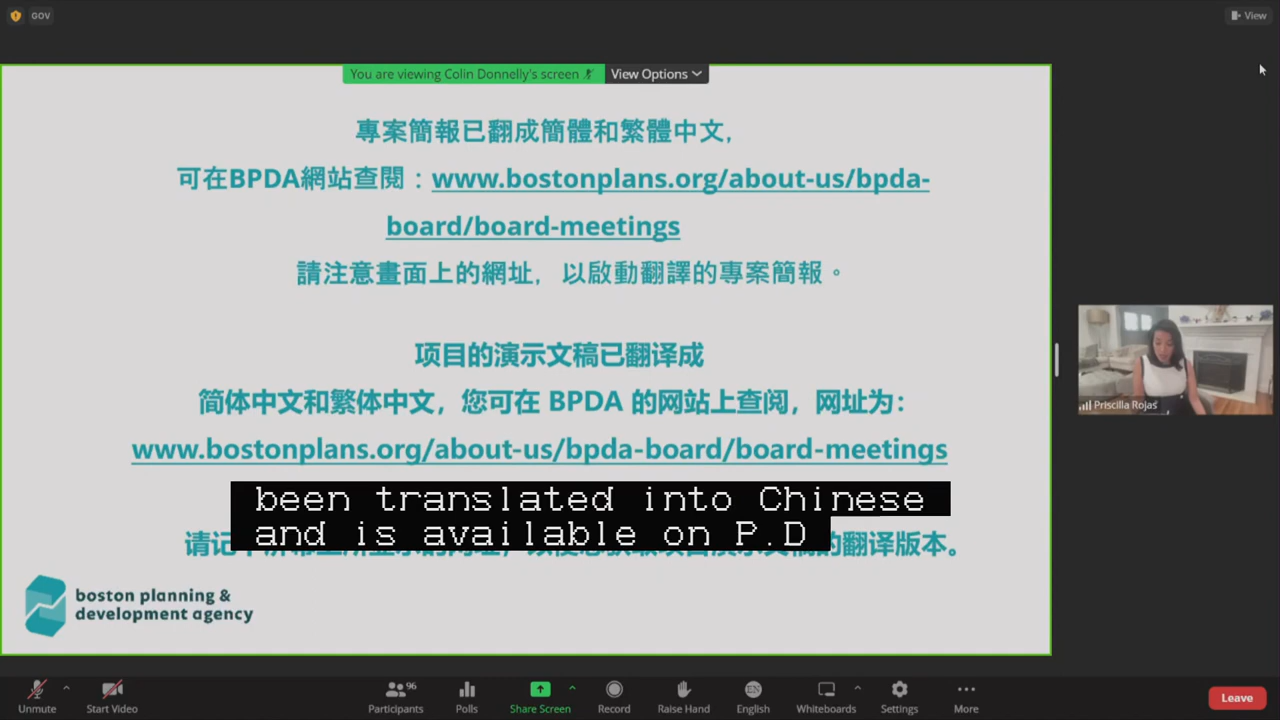 GOV
View
You are viewing Colin Donnelly's screen
View Options
專案簡報已翻成簡體和繁體中文,
可在BPDA網站查閱：www.bostonplans.org/about-us/bpda-
board/board-meetings
請注意畫面上的網址，以啟動翻譯的專案簡報。
项目的演示文稿已翻译成
简体中文和繁体中文，您可在 BPDA 的网站上查阅，网址为：
www.bostonplans.org/about-us/bpda-board/board-meetings
been translated into Chinese
and is available on P.D
请记 的翻译版本。
boston planning &
development agency
Priscilla Rojas
Unmute
Start Video
96
Participants
Polls
Share Screen
Record
Raise Hand
EN
English
Whiteboards
Settings
More
Leave